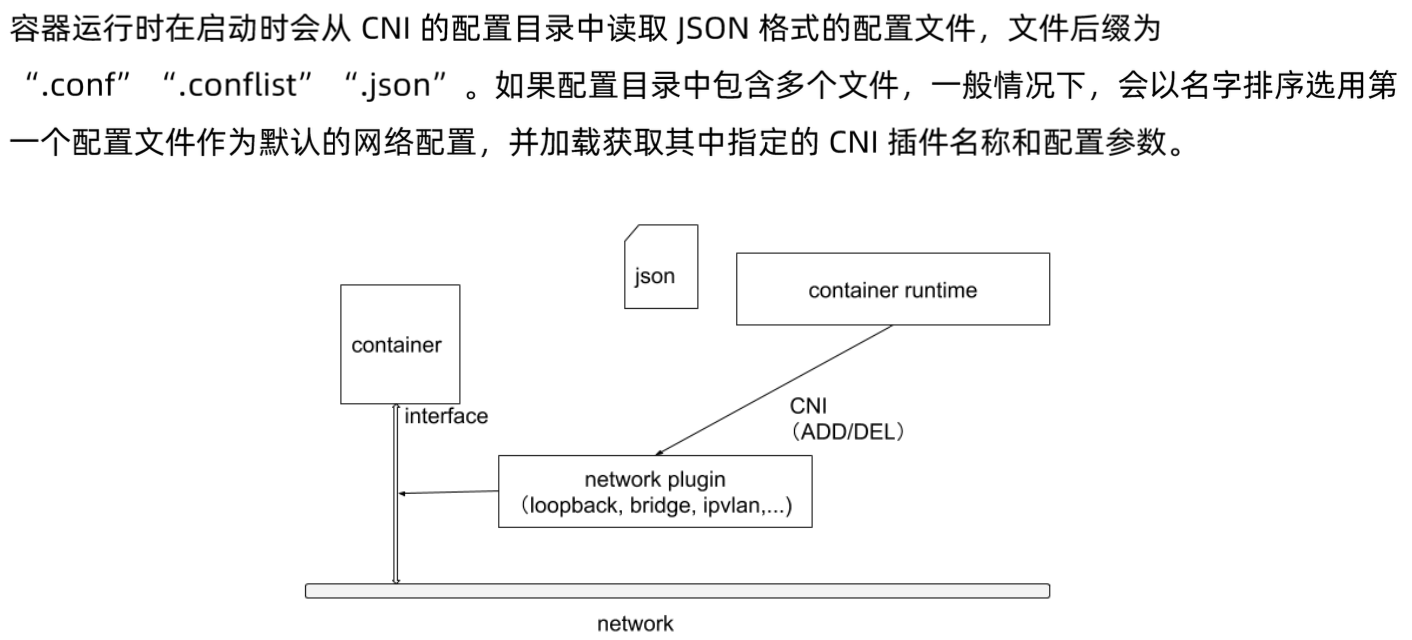 容器运行时在启动时会从 CNI 的配置目录中读取 JSON 格式的配置文件，文件后缀为
“.conf” “.conflist” “.json” 。如果配置目录中包含多个文件，一般情况下，会以名字排序选用第
一个配置文件作为默认的网络配置，并加载获取其中指定的 CNI 插件名称和配置参数。
json
container runtime
container
interface
CNI
（ADD/DEL）
network plugin
（loopback, bridge, ipvlan,...)
network